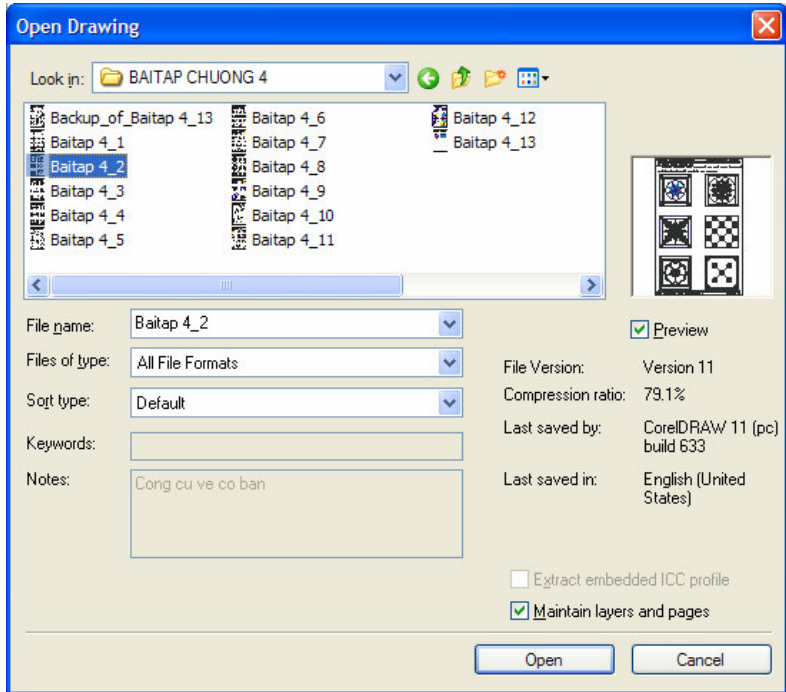 Open Drawing
Look in:
BAITAP CHUONG 4
Backup_of_Baitap 4_13
Baitap 4_1
Baitap 4_2
Baitap 4_3
Baitap 4_4
Baitap 4_5
Baitap 4_6
Baitap 4_7
Baitap 4_8
Baitap 4_9
Baitap 4_10
Baitap 4_11
Baitap 4_12
Baitap 4_13
File name:
Baitap 4_2
Files of type:
All File Formats
Sort type:
Default
Keywords:
Notes:
Cong cu ve co ban
Preview
File Version:
Version 11
Compression ratio:
79.1%
Last saved by:
CorelDRAW 11 (pc)
build 633
Last saved in:
English (United
States)
Extract embedded ICC profile
Maintain layers and pages
Open
Cancel